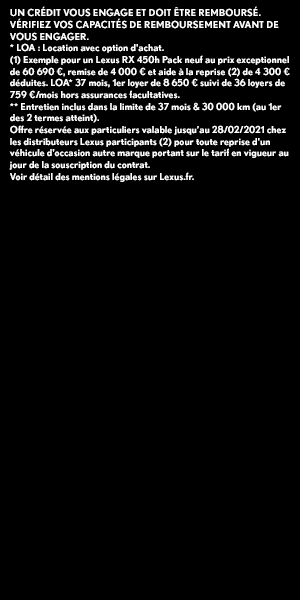 UN CRÉDIT VOUS ENGAGE ET DOIT ÊTRE REMBOURSÉ.
VÉRIFIEZ VOS CAPACITÉS DE REMBOURSEMENT AVANT DE
VOUS ENGAGER.
* LOA : Location avec option d'achat.
(1) Exemple pour un Lexus RX 450h Pack neuf au prix exceptionnel
de 60 690 €, remise de 4 000 € et aide à la reprise (2) de 4 300 €
déduites. LOA* 37 mois, 1er loyer de 8 650 € suivi de 36 loyers de
759 €/mois hors assurances facultatives.
** Entretien inclus dans la limite de 37 mois & 30 000 km (au 1er
des 2 termes atteint).
Offre réservée aux particuliers valable jusqu'au 28/02/2021 chez
les distributeurs Lexus participants (2) pour toute reprise d'un
véhicule d'occasion autre marque portant sur le tarif en vigueur au
jour de la souscription du contrat.
Voir détail des mentions légales sur Lexus.fr.